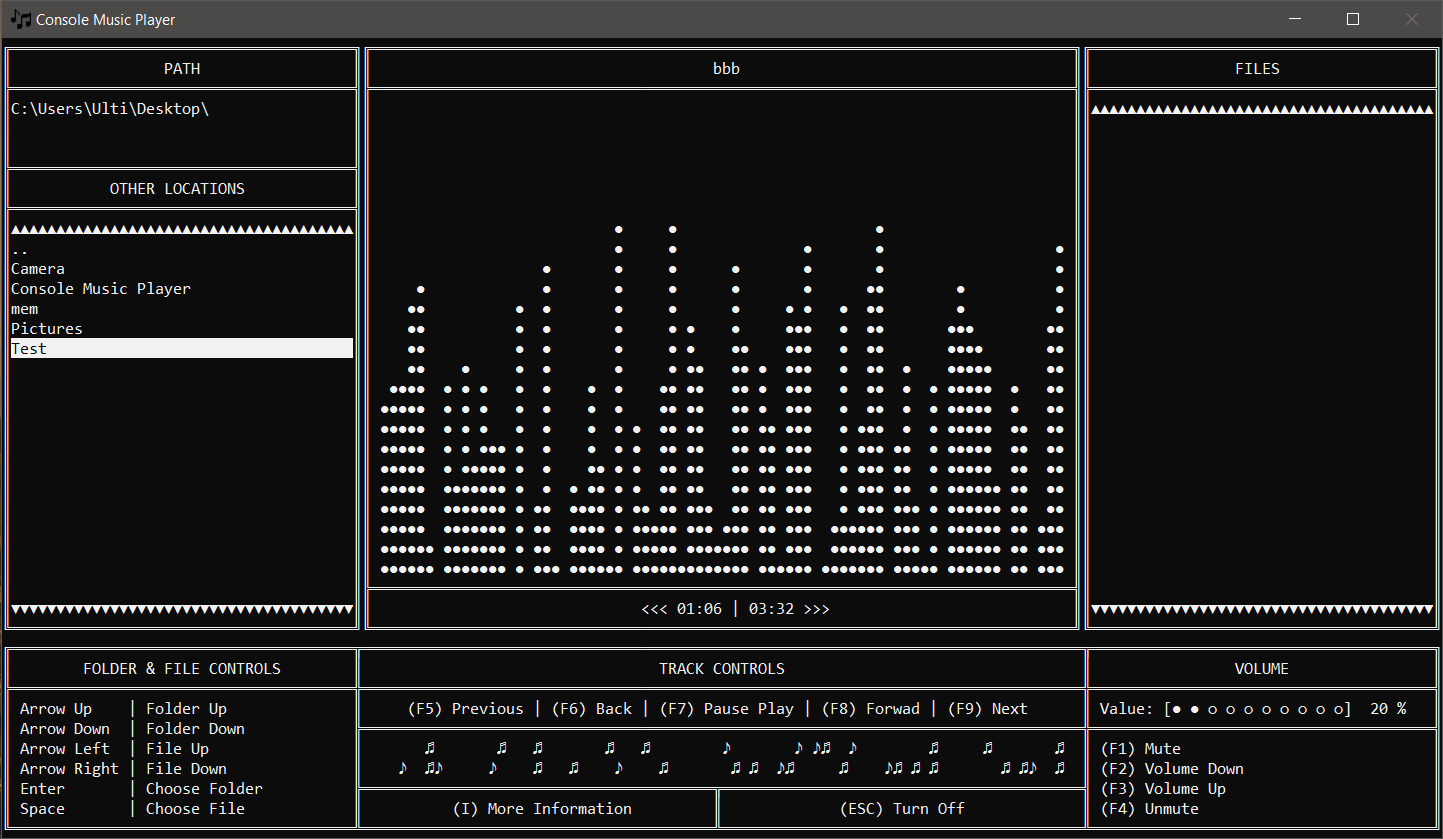 Console Music Player
PATH
C:\Users\Ulti\Desktop\
OTHER LOCATIONS
..
Camera
Console Music Player
mem
Pictures
Test
bbb
<<< 01:06 | 03:32 >>>
FILES
FOLDER & FILE CONTROLS
Arrow Up | Folder Up
Arrow Down | Folder Down
Arrow Left | File Up
Arrow Right | File Down
Enter | Choose Folder
Space | Choose File
TRACK CONTROLS
(F5) Previous | (F6) Back | (F7) Pause Play | (F8) Forwad | (F9) Next
(I) More Information
(ESC) Turn Off
VOLUME
Value: [● ● ○ ○ ○ ○ ○ ○ ○ ○] 20 %
(F1) Mute
(F2) Volume Down
(F3) Volume Up
(F4) Unmute